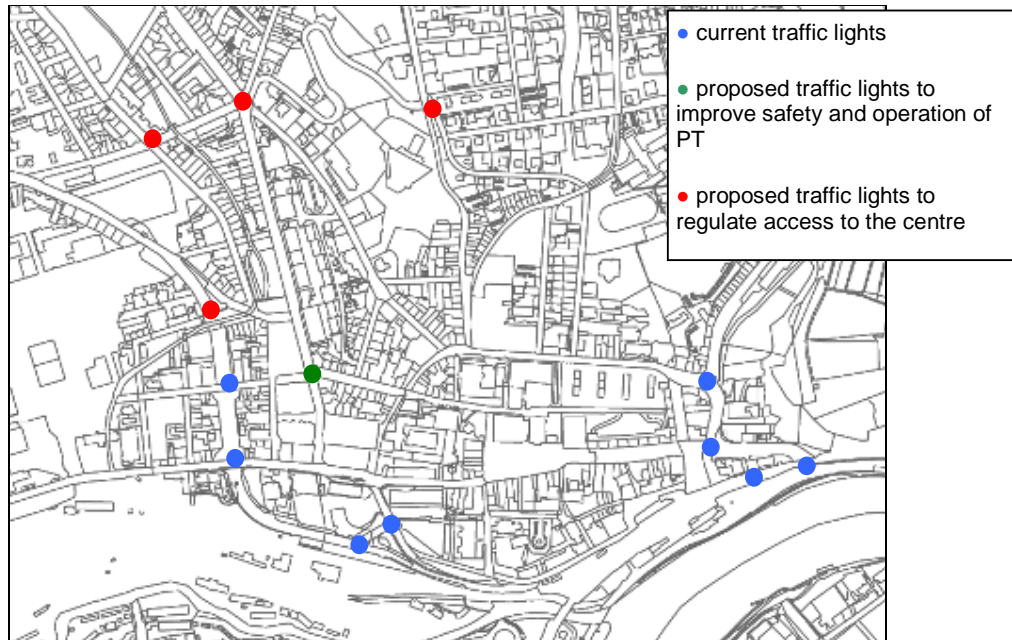 • current traffic lights
• proposed traffic lights to
improve safety and operation of
PT
• proposed traffic lights to
regulate access to the centre